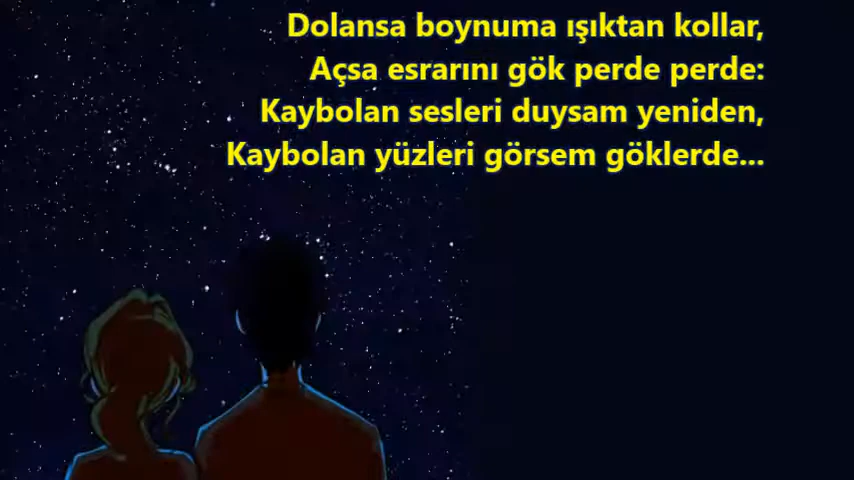 Dolansa boynuma ışıktan kollar,
Açsa esrarını gök perde perde:
Kaybolan sesleri duysam yeniden,
Kaybolan yüzleri görsem göklerde...